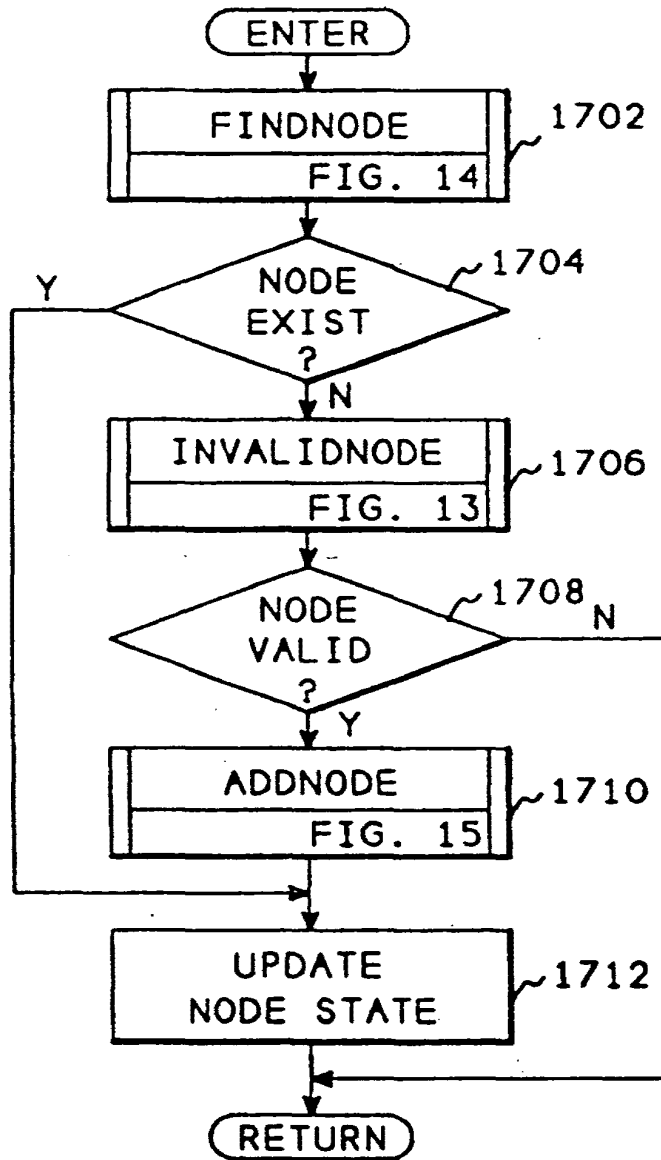 ENTER
FINDNODE
FIG. 14
1702
NODE
EXIST
?
1704
Y
N
INVALIDNODE
FIG. 13
1706
NODE
VALID
?
1708
N
Y
ADDNODE
FIG. 15
1710
UPDATE
NODE STATE
1712
RETURN